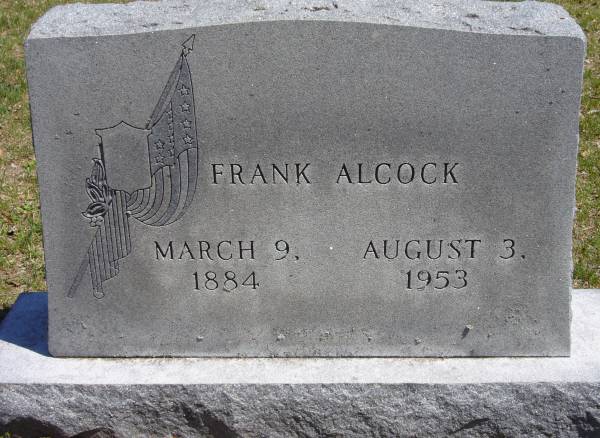 FRANK ALCOCK
MARCH 9, AUGUST 3,
1884 1953